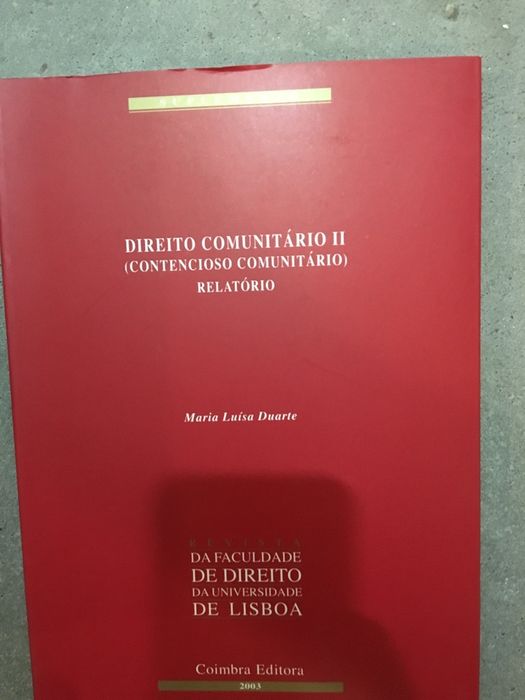 DIREITO COMUNITÁRIO II
(CONTENCIOSO COMUNITÁRIO)
RELATÓRIO
Maria Luísa Duarte
REVISTA
DA FACULDADE
DE DIREITO
DA UNIVERSIDADE
DE LISBOA
Coimbra Editora
2003